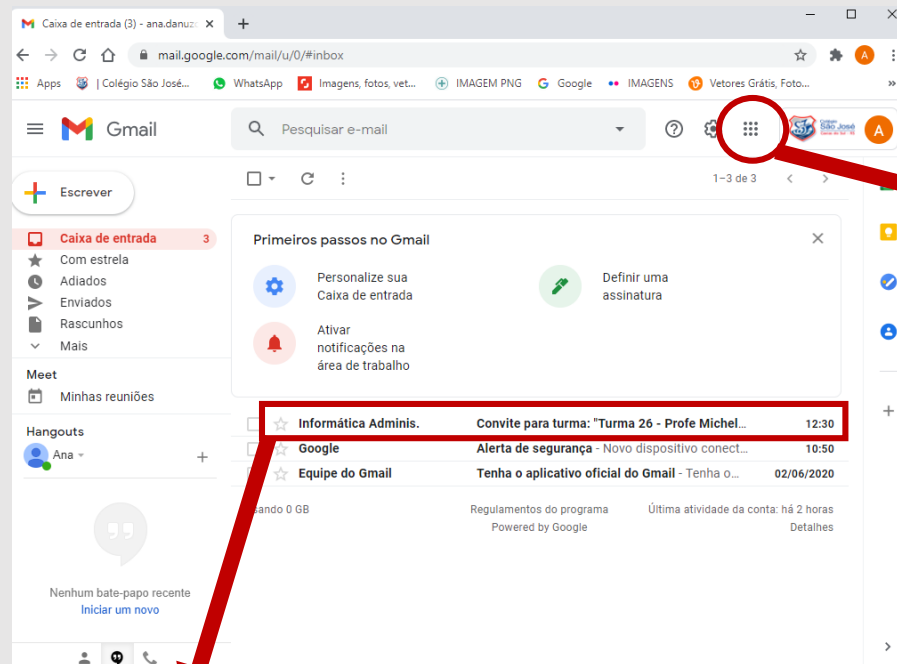 Caixa de entrada (3) - ana.danuz
mail.google.com/mail/u/0/#inbox
Apps | Colégio São José... WhatsApp Imagens, fotos, vet... IMAGEM PNG Google IMAGENS Vetores Grátis, Foto... »
Gmail Pesquisar e-mail São José A
Escrever 1–3 de 3
Caixa de entrada 3
Com estrela
Adiados
Enviados
Rascunhos
Mais
Meet
Minhas reuniões
Hangouts
Ana
Nenhum bate-papo recente
Iniciar um novo
Primeiros passos no Gmail
Personalize sua
Caixa de entrada
Definir uma
assinatura
Ativar
notificações na
área de trabalho
Informática Adminis. Convite para turma: "Turma 26 - Profe Michel... 12:30
Google Alerta de segurança - Novo dispositivo conect... 10:50
Equipe do Gmail Tenha o aplicativo oficial do Gmail - Tenha o... 02/06/2020
ando 0 GB
Regulamentos do programa
Powered by Google
Última atividade da conta: há 2 horas
Detalhes